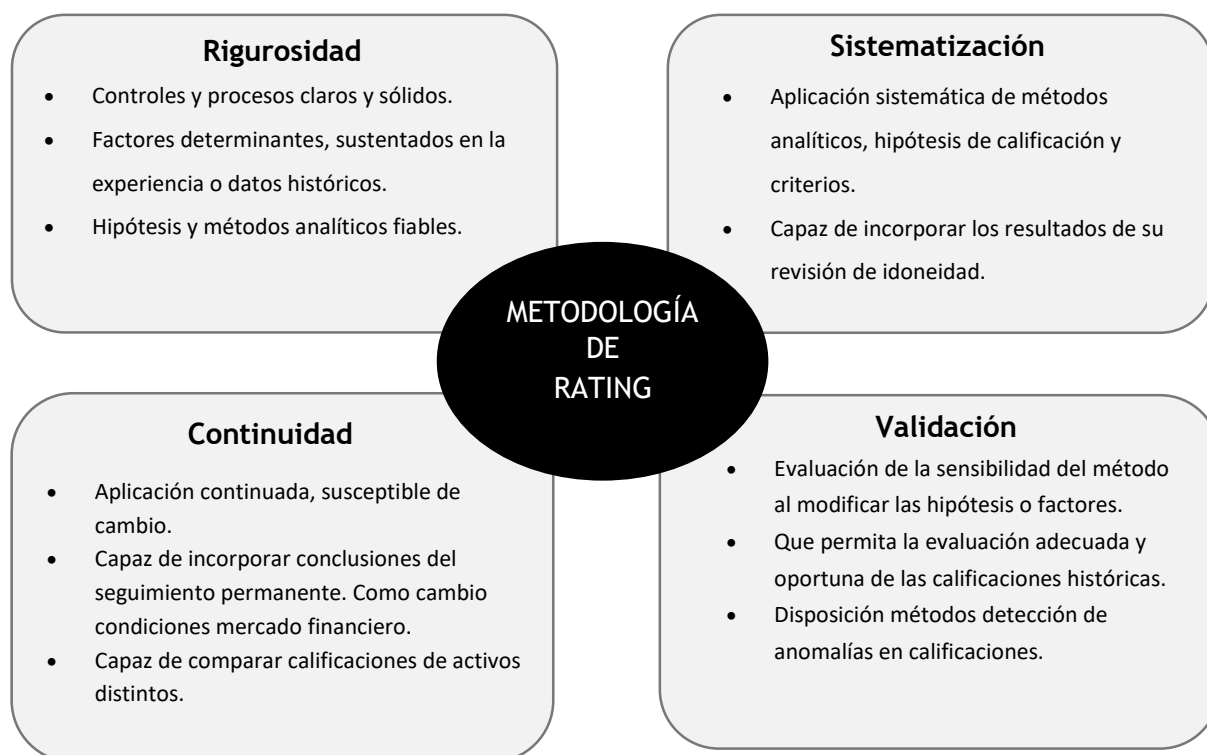 Rigurosidad
• Controles y procesos claros y sólidos.
• Factores determinantes, sustentados en la
experiencia o datos históricos.
• Hipótesis y métodos analíticos fiables.
Sistematización
• Aplicación sistemática de métodos
analíticos, hipótesis de calificación y
criterios.
• Capaz de incorporar los resultados de su
revisión de idoneidad.
METODOLOGÍA
DE
RATING
Continuidad
• Aplicación continuada, susceptible de
cambio.
• Capaz de incorporar conclusiones del
seguimiento permanente. Como cambio
condiciones mercado financiero.
• Capaz de comparar calificaciones de activos
distintos.
Validación
• Evaluación de la sensibilidad del método
al modificar las hipótesis o factores.
• Que permita la evaluación adecuada y
oportuna de las calificaciones históricas.
• Disposición métodos detección de
anomalías en calificaciones.